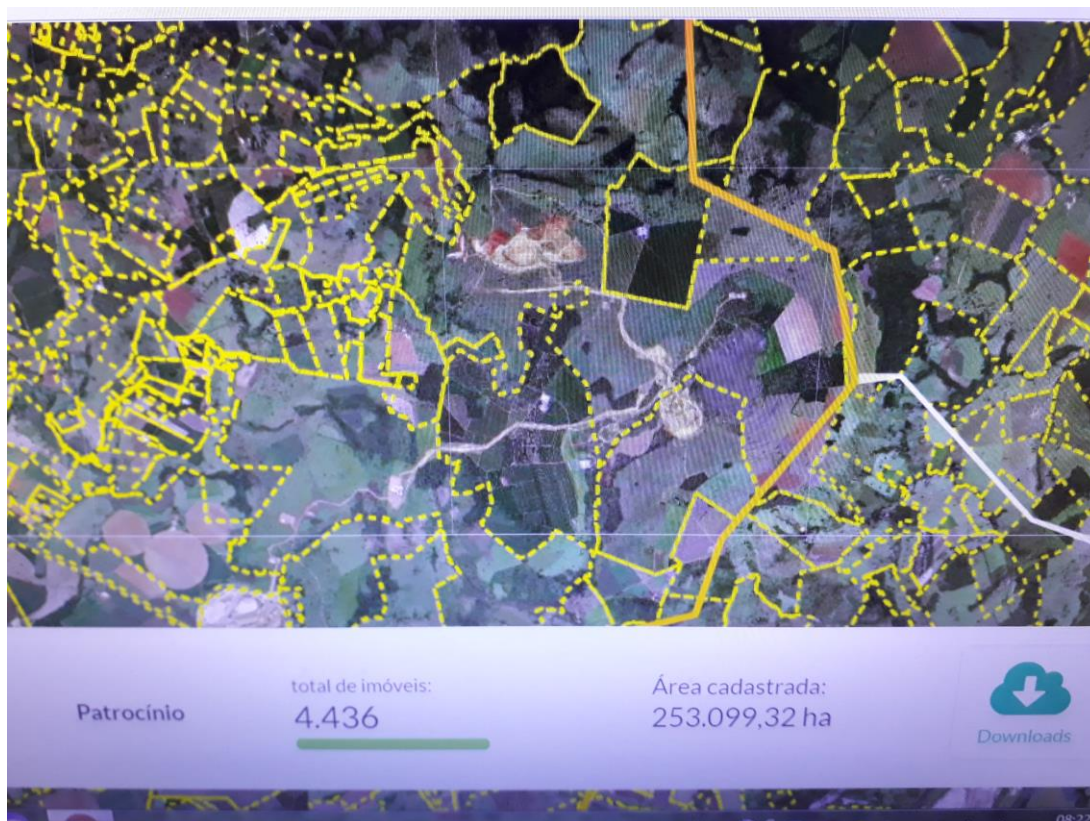 Patrocínio
total de imóveis:
4.436
Área cadastrada:
253.099,32 ha
Downloads